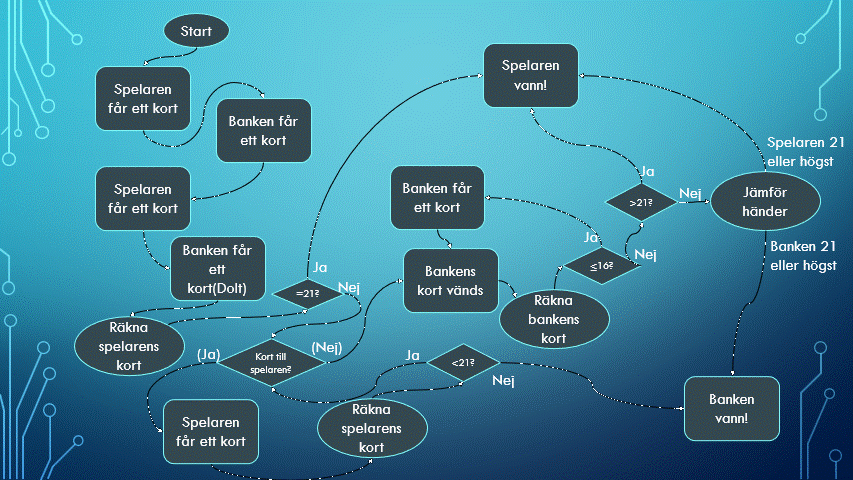 Start
Spelaren
får ett kort
Banken får
ett kort
Spelaren
får ett kort
Banken får
ett
kort(Dolt)
Räkna
spelarens
kort
=21?
Ja
Nej
Kort till
spelaren?
(Ja)
(Nej)
Spelaren
får ett kort
Räkna
spelarens
kort
<21?
Ja
Nej
Bankens
kort vänds
Banken får
ett kort
Räkna
bankens
kort
≤16?
Ja
Nej
>21?
Ja
Nej
Spelaren
vann!
Jämför
händer
Spelaren 21
eller högst
Banken 21
eller högst
Banken
vann!